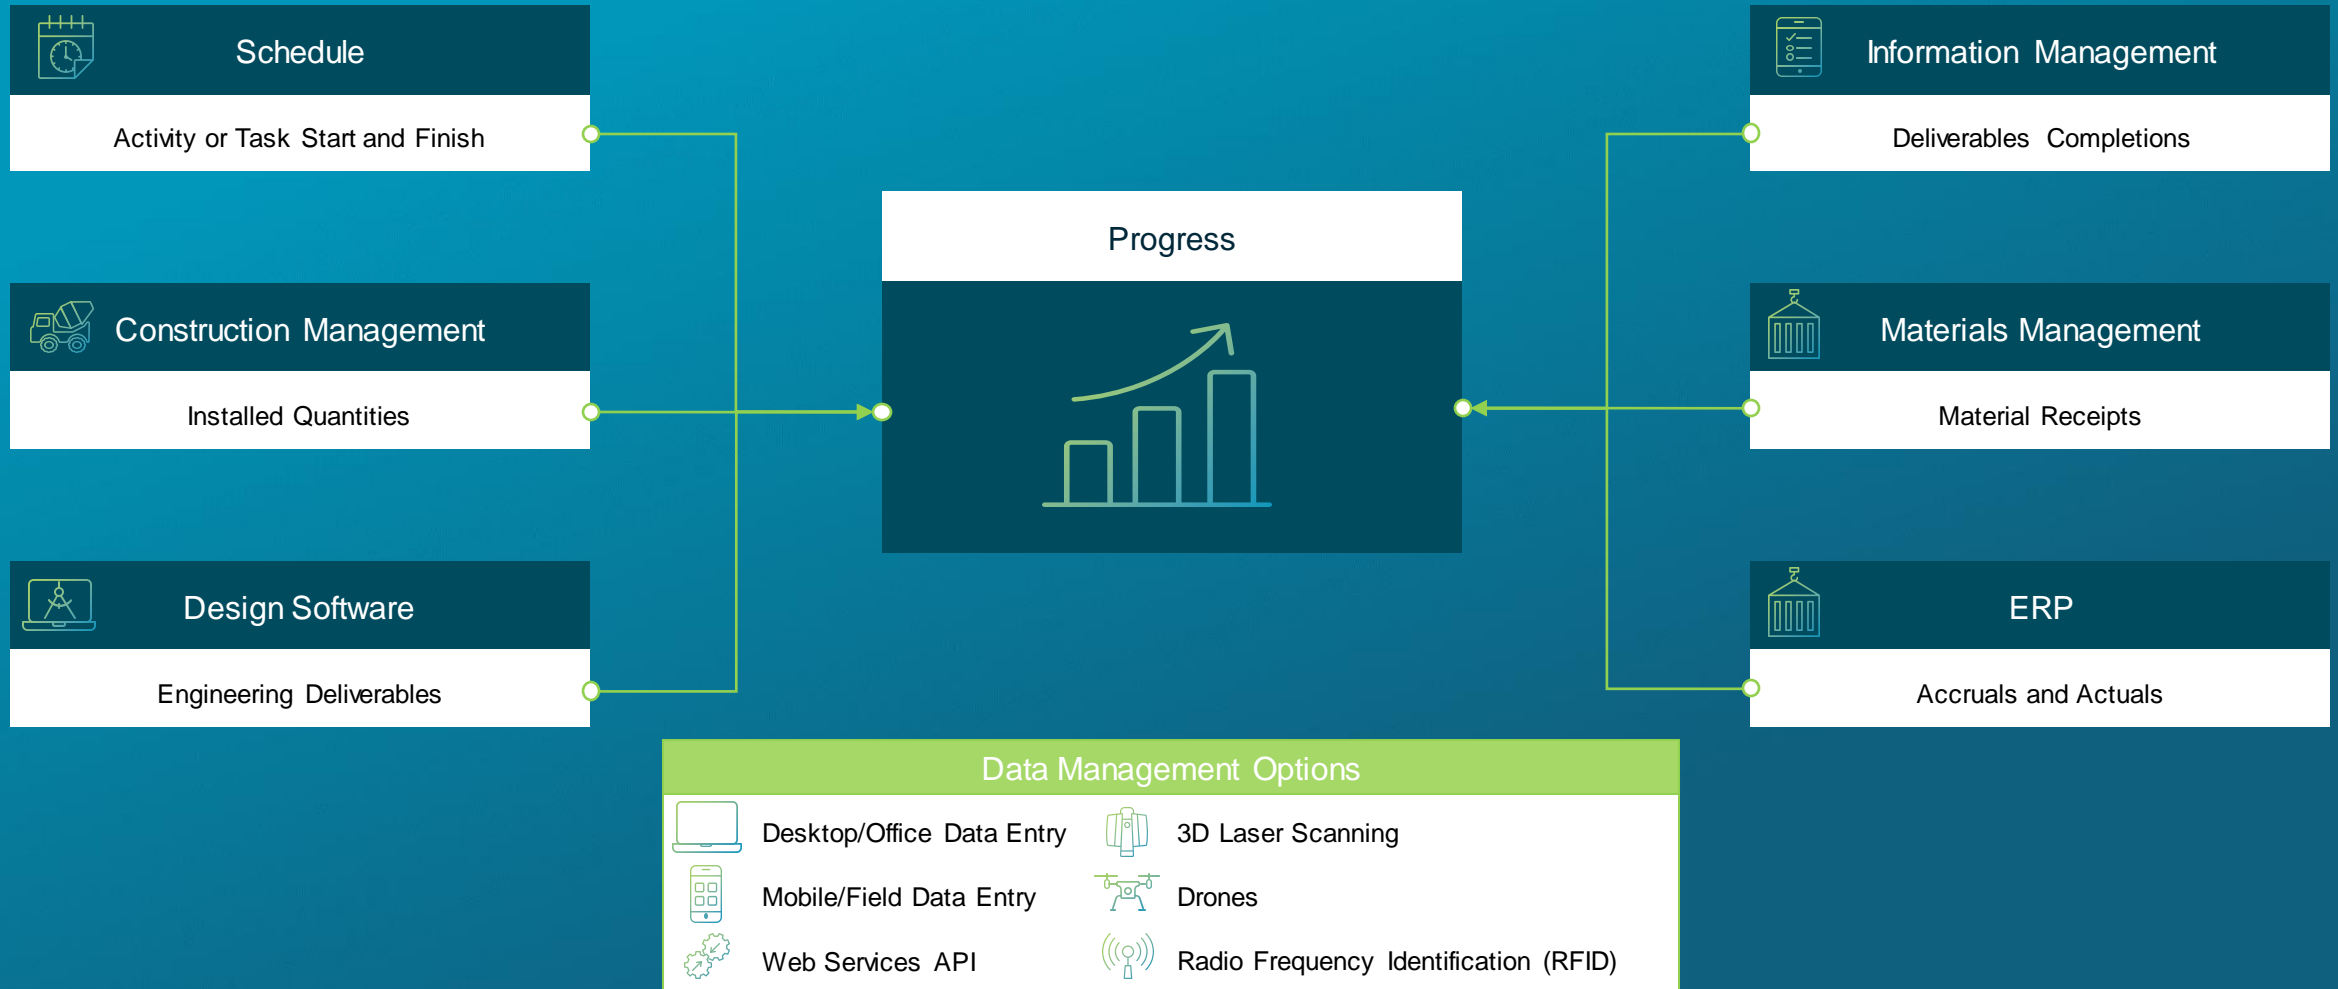 Schedule
Activity or Task Start and Finish
Construction Management
Installed Quantities
Design Software
Engineering Deliverables
Progress
Information Management
Deliverables Completions
Materials Management
Material Receipts
ERP
Accruals and Actuals
Data Management Options
Desktop/Office Data Entry
Mobile/Field Data Entry
Web Services API
3D Laser Scanning
Drones
Radio Frequency Identification (RFID)